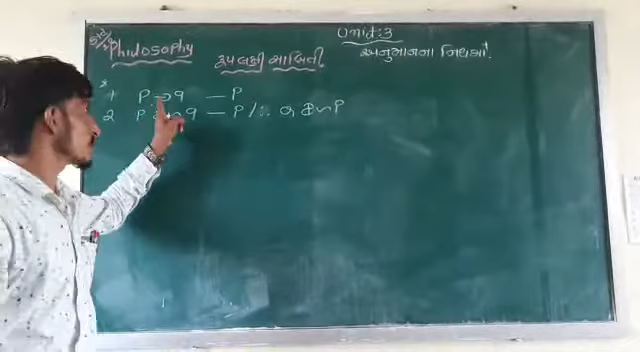 Philosophy
Unit:3
રૂપલક્ષી સાબિતી
અનુમાનના નિયમો.
1 P ⊃ q — P
2 P ⊃ ~ q — P / ∴